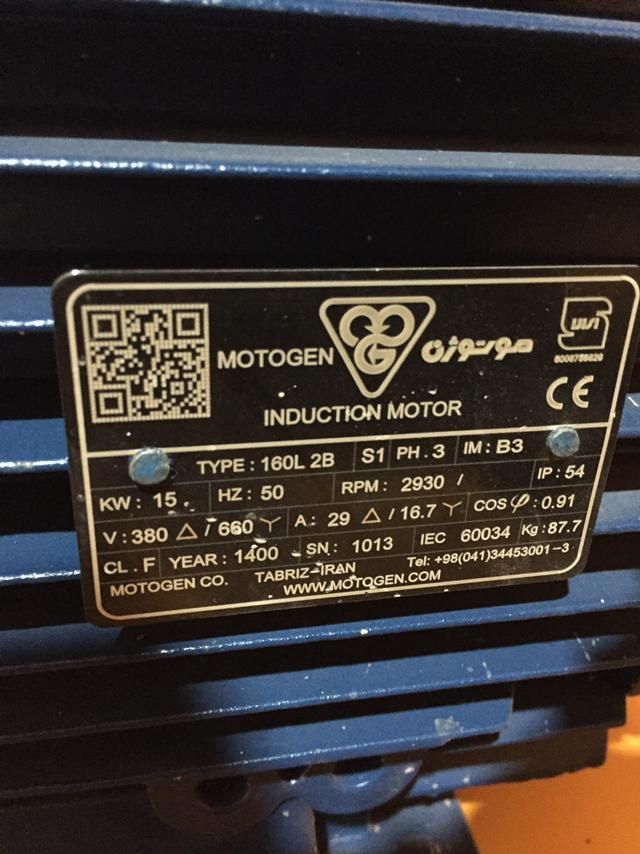 MOTOGEN موتوژن
INDUCTION MOTOR
CE
TYPE : 160L 2B S1 PH . 3 IM : B3
KW : 15 . HZ : 50 RPM : 2930 / IP : 54
V : 380 △ / 660 Y A : 29 △ / 16.7 Y COS φ : 0.91
CL . F YEAR : 1400 SN : 1013 IEC 60034 Kg : 87.7
MOTOGEN CO. TABRIZ-IRAN Tel: +98(041)34453001-3
WWW.MOTOGEN.COM